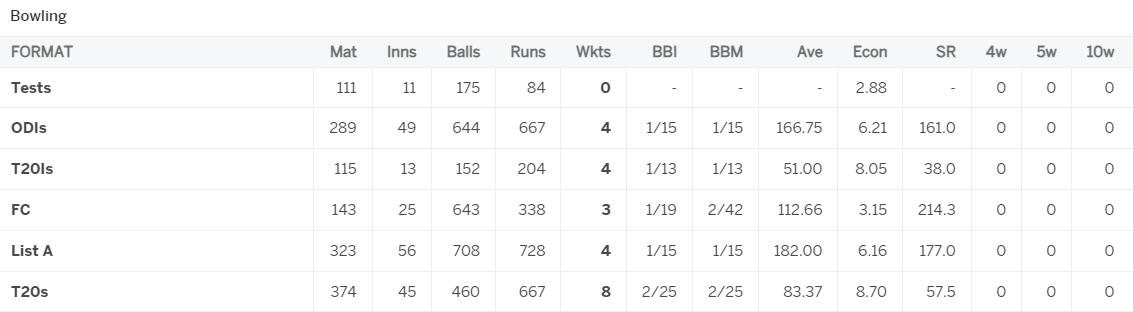 Bowling
FORMAT Mat Inns Balls Runs Wkts BBI BBM Ave Econ SR 4w 5w 10w
Tests 111 11 175 84 0 - - - 2.88 - 0 0 0
ODIs 289 49 644 667 4 1/15 1/15 166.75 6.21 161.0 0 0 0
T20Is 115 13 152 204 4 1/13 1/13 51.00 8.05 38.0 0 0 0
FC 143 25 643 338 3 1/19 2/42 112.66 3.15 214.3 0 0 0
List A 323 56 708 728 4 1/15 1/15 182.00 6.16 177.0 0 0 0
T20s 374 45 460 667 8 2/25 2/25 83.37 8.70 57.5 0 0 0